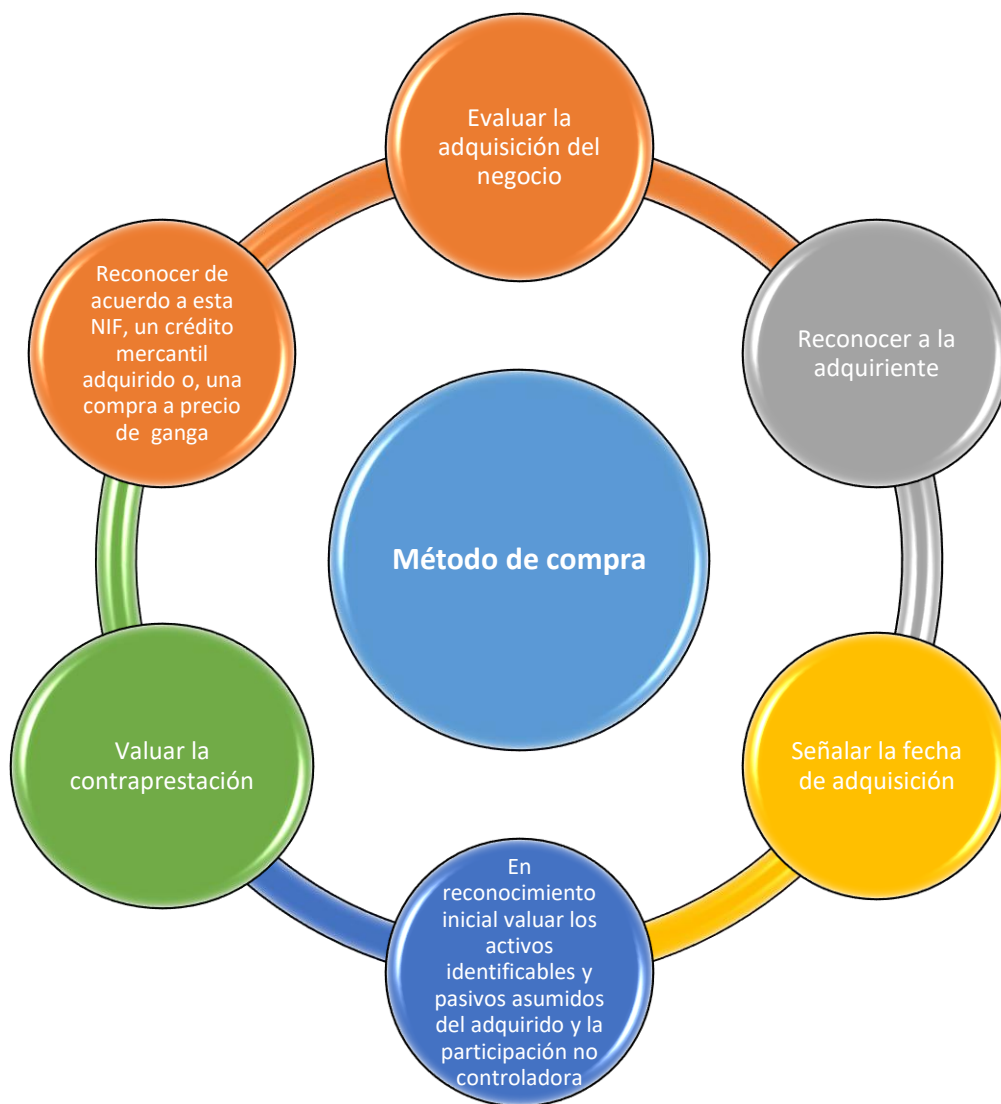 Evaluar la
adquisición del
negocio
Reconocer a la
adquiriente
Señalar la fecha
de adquisición
En
reconocimiento
inicial valuar los
activos
identificables y
pasivos asumidos
del adquirido y la
participación no
controladora
Valuar la
contraprestación
Reconocer de
acuerdo a esta
NIF, un crédito
mercantil
adquirido o, una
compra a precio
de ganga
Método de compra